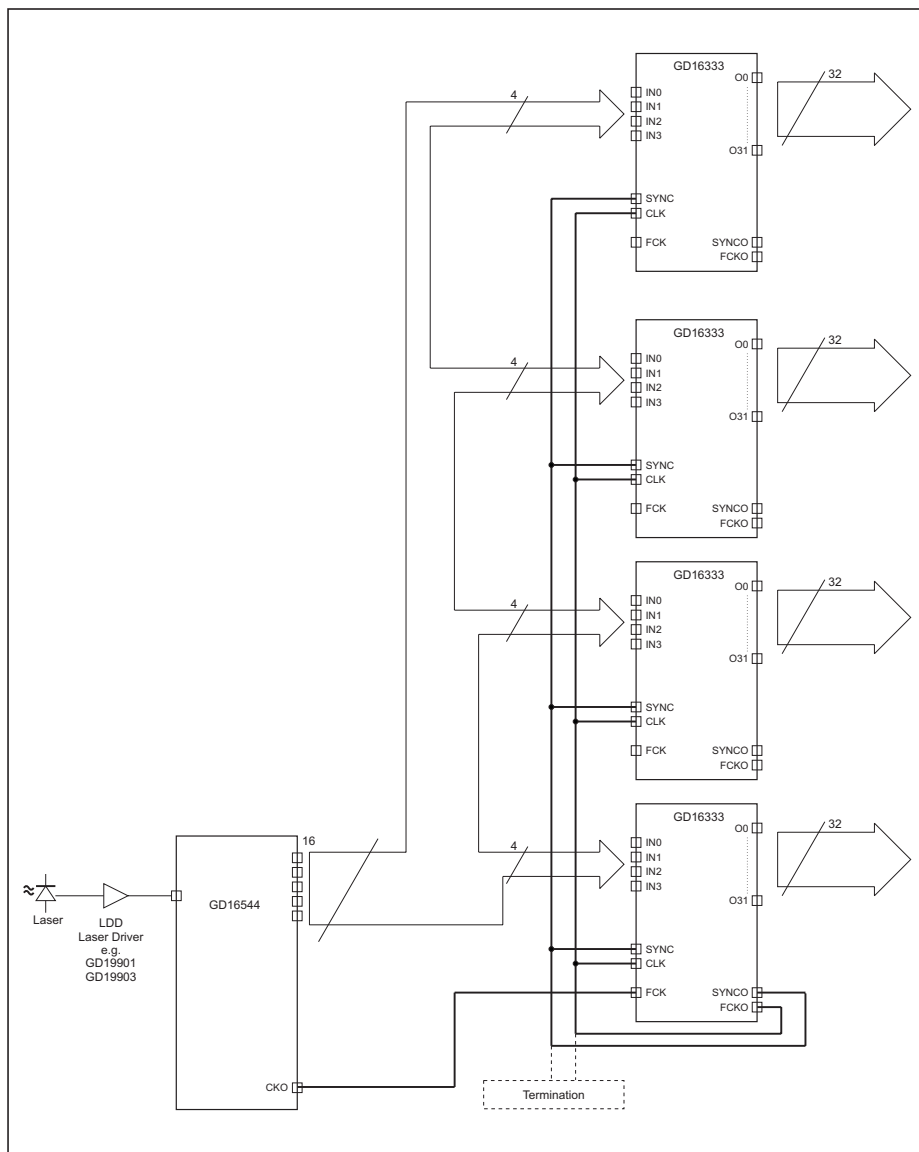 GD16333
O0
32
4
IN0
IN1
IN2
IN3
O31
SYNC
CLK
FCK
SYNCO
FCKO
GD16333
O0
32
4
IN0
IN1
IN2
IN3
O31
SYNC
CLK
FCK
SYNCO
FCKO
GD16333
O0
32
4
IN0
IN1
IN2
IN3
O31
SYNC
CLK
FCK
SYNCO
FCKO
GD16333
O0
32
4
IN0
IN1
IN2
IN3
O31
SYNC
CLK
FCK
SYNCO
FCKO
16
GD16544
Laser
LDD
Laser Driver
e.g.
GD19901
GD19903
CKO
Termination